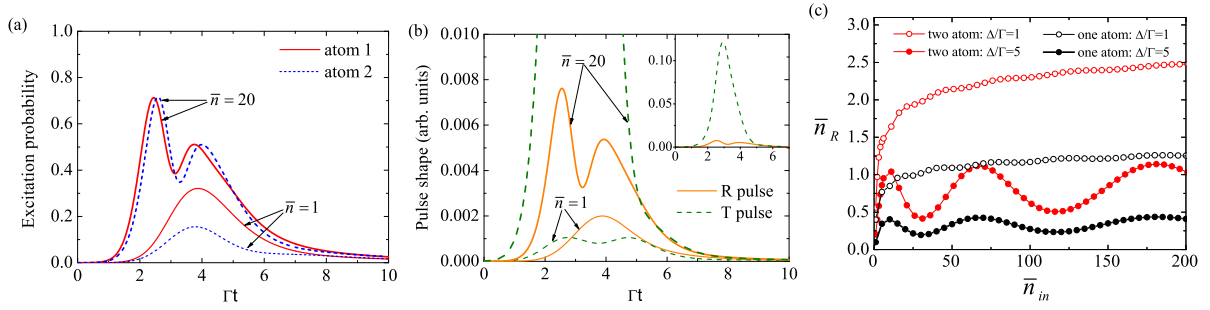 (a)
1.0
0.8
0.6
0.4
0.2
0.0
0 2 4 6 8 10
Excitation probability
Γt
atom 1
atom 2
n̅ = 20
n̅ = 1
(b)
0.010
0.008
0.006
0.004
0.002
0.000
0 2 4 6 8 10
Pulse shape (arb. units)
Γt
n̅ = 20
n̅ = 1
0.10
0.05
0.00
0 2 4 6
R pulse
T pulse
(c)
two atom: Δ/Γ=1 one atom: Δ/Γ=1
two atom: Δ/Γ=5 one atom: Δ/Γ=5
3.0
2.5
2.0
1.5
1.0
0.5
0.0
0 50 100 150 200
n̅R
n̅in